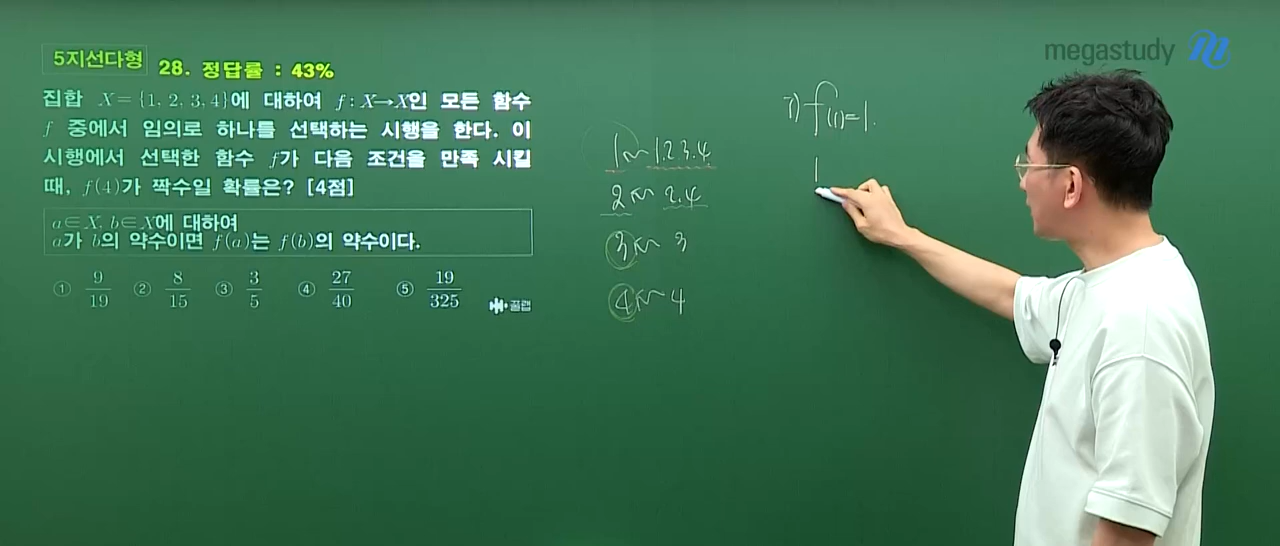 megastudy
5지선다형
28. 정답률 : 43%
집합 X = {1, 2, 3, 4}에 대하여 f : X→X인 모든 함수
f 중에서 임의로 하나를 선택하는 시행을 한다. 이
시행에서 선택한 함수 f가 다음 조건을 만족 시킬
때, f(4)가 짝수일 확률은? [4점]
a∈X, b∈X에 대하여
a가 b의 약수이면 f(a)는 f(b)의 약수이다.
① 9/19 ② 8/15 ③ 3/5 ④ 27/40 ⑤ 19/325
꿀랩
1 ~ 1.2.3.4
2 ~ 2.4
3 ~ 3
4 ~ 4
i) f(1)=1.
1